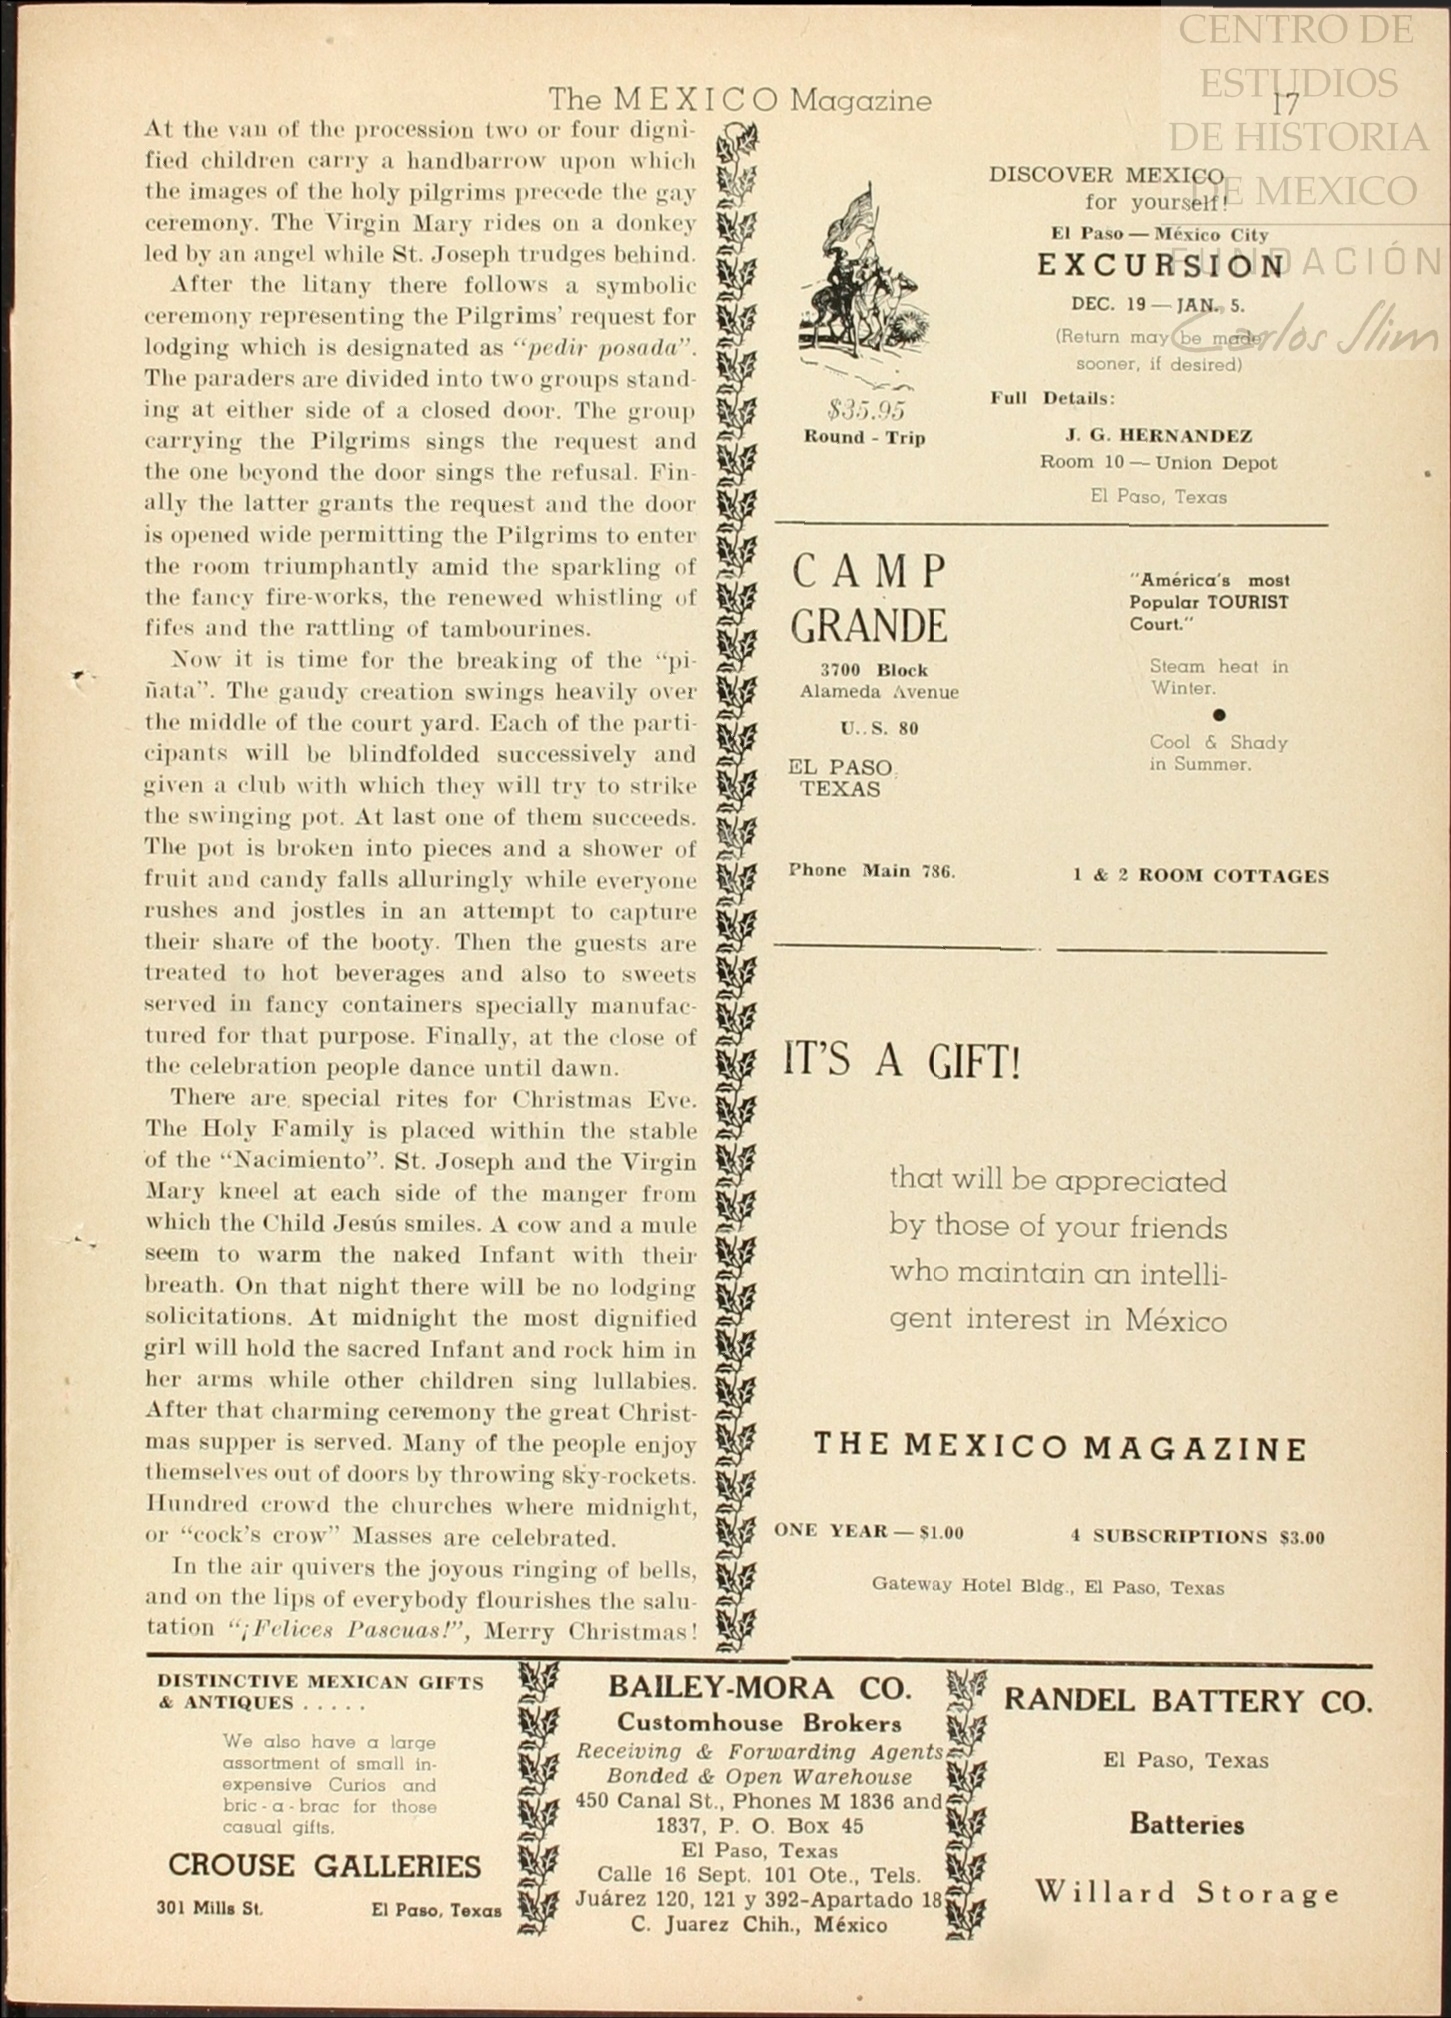 The MEXICO Magazine
17
CENTRO DE
ESTUDIOS
DE HISTORIA
DE MEXICO
FUNDACIÓN
Carlos Slim
At the van of the procession two or four digni-
fied children carry a handbarrow upon which
the images of the holy pilgrims precede the gay
ceremony. The Virgin Mary rides on a donkey
led by an angel while St. Joseph trudges behind.
After the litany there follows a symbolic
ceremony representing the Pilgrims' request for
lodging which is designated as "pedir posada".
The paraders are divided into two groups stand-
ing at either side of a closed door. The group
carrying the Pilgrims sings the request and
the one beyond the door sings the refusal. Fin-
ally the latter grants the request and the door
is opened wide permitting the Pilgrims to enter
the room triumphantly amid the sparkling of
the fancy fire-works, the renewed whistling of
fifes and the rattling of tambourines.
Now it is time for the breaking of the "pi-
ñata". The gaudy creation swings heavily over
the middle of the court yard. Each of the parti-
cipants will be blindfolded successively and
given a club with which they will try to strike
the swinging pot. At last one of them succeeds.
The pot is broken into pieces and a shower of
fruit and candy falls alluringly while everyone
rushes and jostles in an attempt to capture
their share of the booty. Then the guests are
treated to hot beverages and also to sweets
served in fancy containers specially manufac-
tured for that purpose. Finally, at the close of
the celebration people dance until dawn.
There are special rites for Christmas Eve.
The Holy Family is placed within the stable
of the "Nacimiento". St. Joseph and the Virgin
Mary kneel at each side of the manger from
which the Child Jesús smiles. A cow and a mule
seem to warm the naked Infant with their
breath. On that night there will be no lodging
solicitations. At midnight the most dignified
girl will hold the sacred Infant and rock him in
her arms while other children sing lullabies.
After that charming ceremony the great Christ-
mas supper is served. Many of the people enjoy
themselves out of doors by throwing sky-rockets.
Hundred crowd the churches where midnight,
or "cock's crow" Masses are celebrated.
In the air quivers the joyous ringing of bells,
and on the lips of everybody flourishes the salu-
tation "¡Felices Pascuas!", Merry Christmas!
DISCOVER MEXICO
for yourself!
El Paso — México City
EXCURSION
DEC. 19 — JAN. 5.
(Return may be made
sooner, if desired)
$35.95
Round - Trip
Full Details:
J. G. HERNANDEZ
Room 10 — Union Depot
El Paso, Texas
CAMP
GRANDE
3700 Block
Alameda Avenue
U.. S. 80
EL PASO,
TEXAS
Phone Main 786.
"América's most
Popular TOURIST
Court."
Steam heat in
Winter.
●
Cool & Shady
in Summer.
1 & 2 ROOM COTTAGES
IT'S A GIFT!
that will be appreciated
by those of your friends
who maintain an intelli-
gent interest in México
THE MEXICO MAGAZINE
ONE YEAR — $1.00
4 SUBSCRIPTIONS $3.00
Gateway Hotel Bldg., El Paso, Texas
DISTINCTIVE MEXICAN GIFTS
& ANTIQUES . . . . .
We also have a large
assortment of small in-
expensive Curios and
bric - a - brac for those
casual gifts.
CROUSE GALLERIES
301 Mills St. El Paso, Texas
BAILEY-MORA CO.
Customhouse Brokers
Receiving & Forwarding Agents
Bonded & Open Warehouse
450 Canal St., Phones M 1836 and
1837, P. O. Box 45
El Paso, Texas
Calle 16 Sept. 101 Ote., Tels.
Juárez 120, 121 y 392-Apartado 18
C. Juarez Chih., México
RANDEL BATTERY CO.
El Paso, Texas
Batteries
Willard Storage